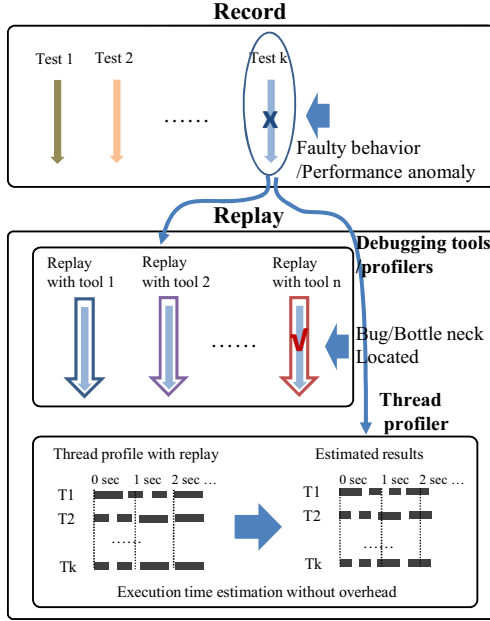 Record
Test 1
Test 2
......
Test k
X
Faulty behavior
/Performance anomaly
Replay
Debugging tools
/profilers
Replay
with tool 1
Replay
with tool 2
......
Replay
with tool n
√
Bug/Bottle neck
Located
Thread
profiler
Thread profile with replay
0 sec 1 sec 2 sec ...
T1
T2
......
Tk
Estimated results
0 sec 1 sec 2 sec ...
T1
T2
......
Tk
Execution time estimation without overhead